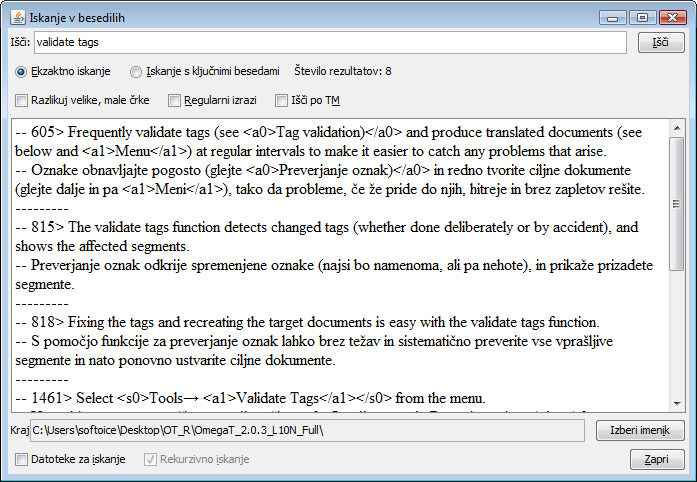 Iskanje v besedilih
Išči: validate tags Išči
Ekzaktno iskanje Iskanje s ključnimi besedami Število rezultatov: 8
Razlikuj velike, male črke Regularni izrazi Išči po TM
-- 605> Frequently validate tags (see <a0>Tag validation)</a0> and produce translated documents (see
below and <a1>Menu</a1>) at regular intervals to make it easier to catch any problems that arise.
-- Oznake obnavljajte pogosto (glejte <a0>Preverjanje oznak)</a0> in redno tvorite ciljne dokumente
(glejte dalje in pa <a1>Meni</a1>), tako da probleme, če že pride do njih, hitreje in brez zapletov rešite.
---------
-- 815> The validate tags function detects changed tags (whether done deliberately or by accident), and
shows the affected segments.
-- Preverjanje oznak odkrije spremenjene oznake (najsi bo namenoma, ali pa nehote), in prikaže prizadete
segmente.
---------
-- 818> Fixing the tags and recreating the target documents is easy with the validate tags function.
-- S pomočjo funkcije za preverjanje oznak lahko brez težav in sistematično preverite vse vprašljive
segmente in nato ponovno ustvarite ciljne dokumente.
---------
-- 1461> Select <s0>Tools→ <a1>Validate Tags</a1></s0> from the menu.
Kraj C:\Users\softoice\Desktop\OT_R\OmegaT_2.0.3_L10N_Full\ Izberi imenik
Datoteke za iskanje Rekurzivno iskanje Zapri